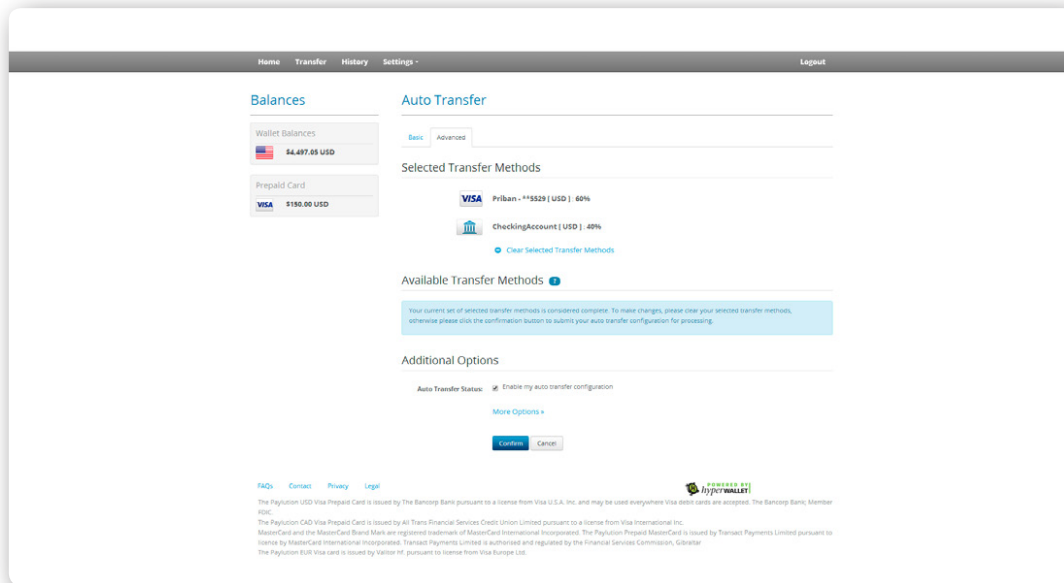 Home Transfer History Settings Logout
Balances
Wallet Balances
$4,497.05 USD
Prepaid Card
VISA $150.00 USD
Auto Transfer
Basic Advanced
Selected Transfer Methods
VISA Priban - **5529 [ USD ] : 60%
CheckingAccount [ USD ] : 40%
Clear Selected Transfer Methods
Available Transfer Methods ?
Your current set of selected transfer methods is considered complete. To make changes, please clear your selected transfer methods,
otherwise please click the confirmation button to submit your auto transfer configuration for processing.
Additional Options
Auto Transfer Status: Enable my auto transfer configuration
More Options »
Confirm Cancel
FAQs Contact Privacy Legal
POWERED BY
hyperWALLET
The Paylution USD Visa Prepaid Card is issued by The Bancorp Bank pursuant to a license from Visa U.S.A. Inc. and may be used everywhere Visa debit cards are accepted. The Bancorp Bank; Member
FDIC.
The Paylution CAD Visa Prepaid Card is issued by All Trans Financial Services Credit Union Limited pursuant to a license from Visa International Inc.
MasterCard and the MasterCard Brand Mark are registered trademark of MasterCard International Incorporated. The Paylution Prepaid MasterCard is issued by Transact Payments Limited pursuant to
licence by MasterCard International Incorporated. Transact Payments Limited is authorised and regulated by the Financial Services Commission, Gibraltar
The Paylution EUR Visa card is issued by Valitor hf. pursuant to license from Visa Europe Ltd.